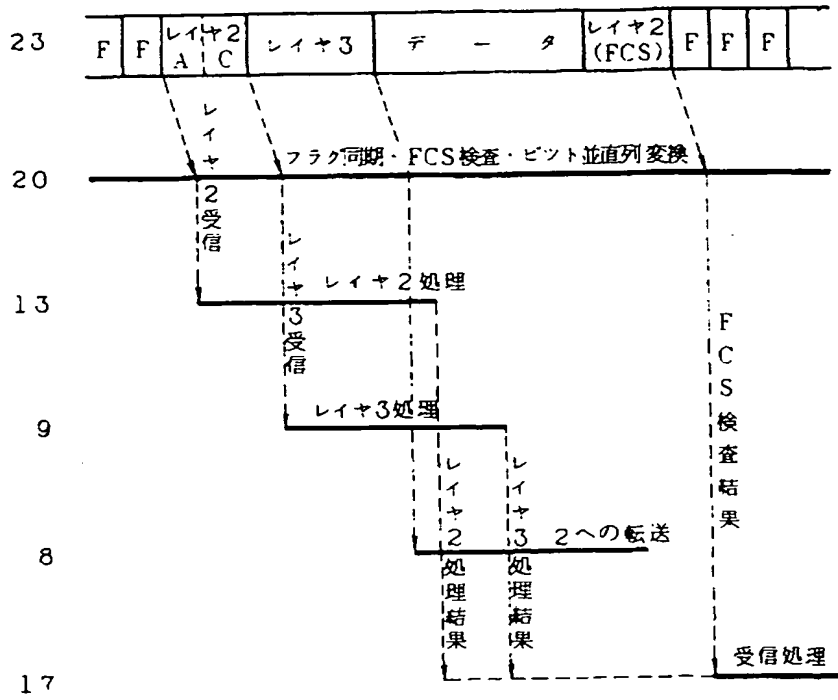 23
F F レイヤ2 A C レイヤ3 データ レイヤ2 (FCS) F F F
レイヤ2受信
フラク同期・FCS検査・ビット並直列変換
20
レイヤ3受信
レイヤ2処理
13
FCS検査結果
レイヤ3処理
9
レイヤ2処理結果
レイヤ3処理結果
2への転送
8
受信処理
17